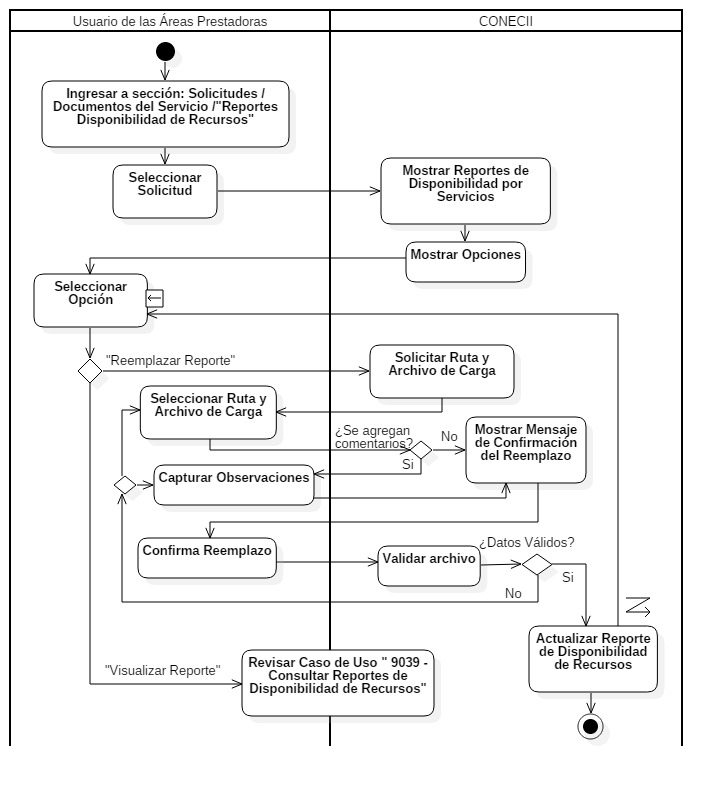 Usuario de las Áreas Prestadoras
CONECII
Ingresar a sección: Solicitudes /
Documentos del Servicio /"Reportes
Disponibilidad de Recursos"
Seleccionar
Solicitud
Mostrar Reportes de
Disponibilidad por
Servicios
Mostrar Opciones
Seleccionar
Opción
"Reemplazar Reporte"
Solicitar Ruta y
Archivo de Carga
Seleccionar Ruta y
Archivo de Carga
¿Se agregan
comentarios?
No
Si
Mostrar Mensaje
de Confirmación
del Reemplazo
Capturar Observaciones
Confirma Reemplazo
Validar archivo
¿Datos Válidos?
Si
No
Actualizar Reporte
de Disponibilidad
de Recursos
"Visualizar Reporte"
Revisar Caso de Uso " 9039 -
Consultar Reportes de
Disponibilidad de Recursos"